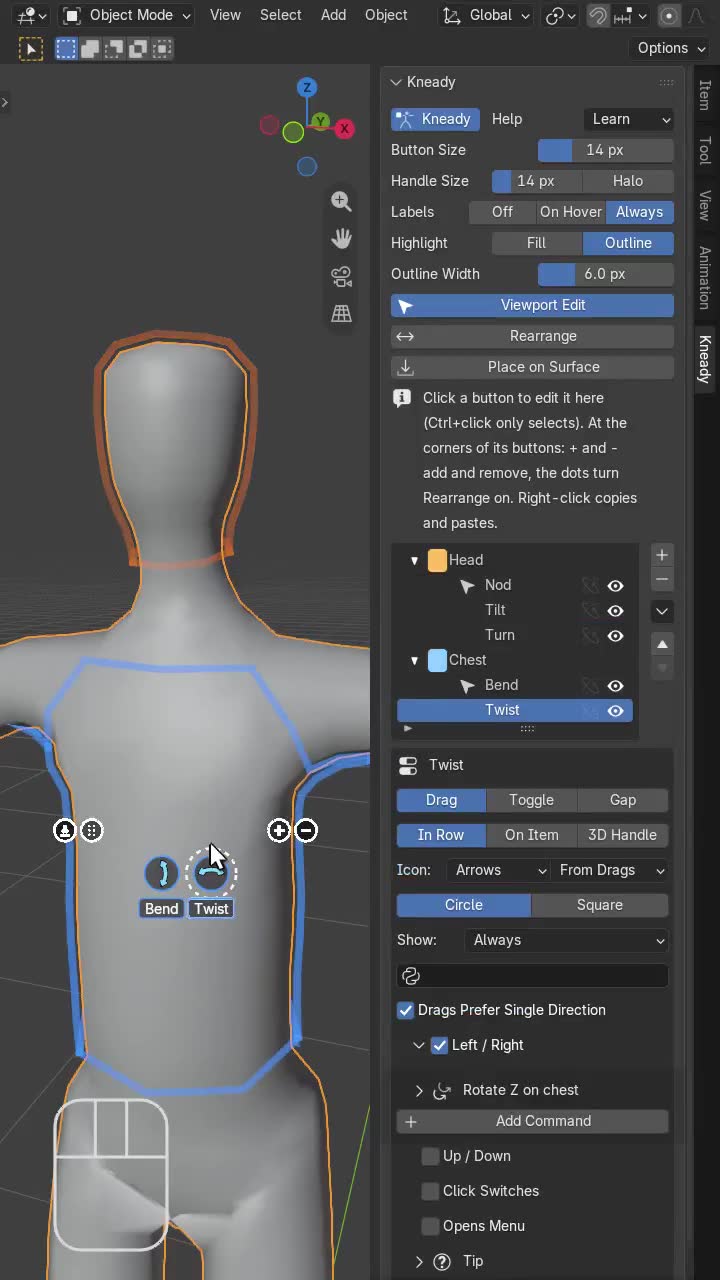 Object Mode View Select Add Object Global
Options
Kneady
Kneady Help Learn
Button Size 14 px
Handle Size 14 px Halo
Labels Off On Hover Always
Highlight Fill Outline
Outline Width 6.0 px
Viewport Edit
Rearrange
Place on Surface
Click a button to edit it here
(Ctrl+click only selects). At the
corners of its buttons: + and -
add and remove, the dots turn
Rearrange on. Right-click copies
and pastes.
Head
Nod
Tilt
Turn
Chest
Bend
Twist
Twist
Drag Toggle Gap
In Row On Item 3D Handle
Icon: Arrows From Drags
Circle Square
Show: Always
Drags Prefer Single Direction
Left / Right
Rotate Z on chest
Add Command
Up / Down
Click Switches
Opens Menu
Tip
Item
Tool
View
Animation
Kneady
Z
Y
X
Bend Twist